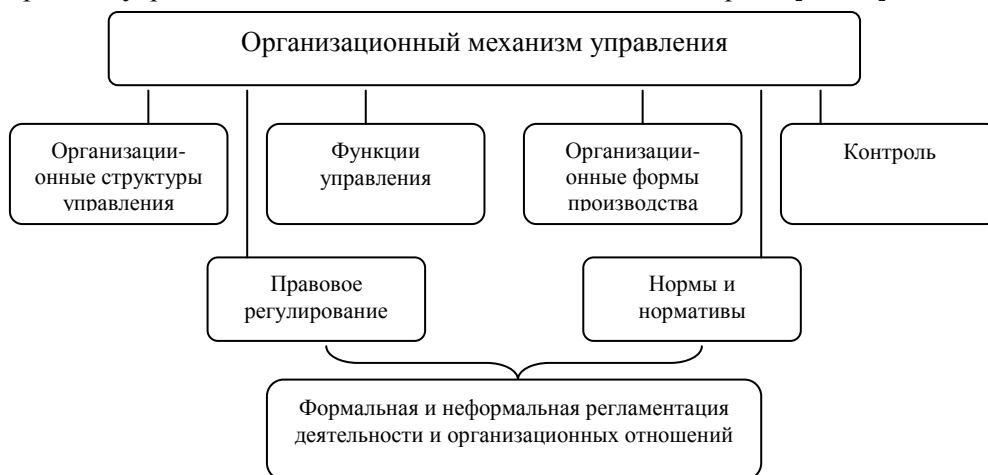 Организационный механизм управления
Организаци-
онные структуры
управления
Функции
управления
Организаци-
онные формы
производства
Контроль
Правовое
регулирование
Нормы и
нормативы
Формальная и неформальная регламентация
деятельности и организационных отношений